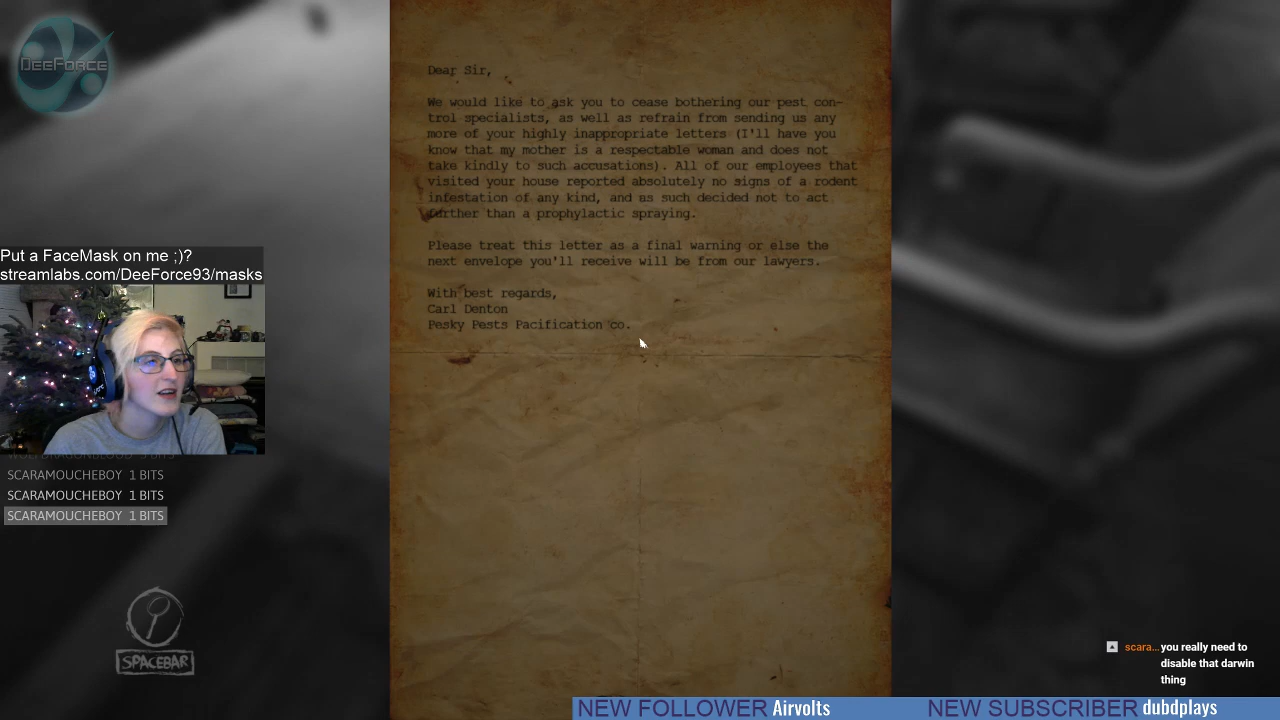 DEEFORCE
Dear Sir,
We would like to ask you to cease bothering our pest con-
trol specialists, as well as refrain from sending us any
more of your highly inappropriate letters (I'll have you
know that my mother is a respectable woman and does not
take kindly to such accusations). All of our employees that
visited your house reported absolutely no signs of a rodent
infestation of any kind, and as such decided not to act
further than a prophylactic spraying.
Please treat this letter as a final warning or else the
next envelope you'll receive will be from our lawyers.
With best regards,
Carl Denton
Pesky Pests Pacification co.
Put a FaceMask on me ;)?
streamlabs.com/DeeForce93/masks
SCARAMOUCHEBOY 1 BITS
SCARAMOUCHEBOY 1 BITS
SCARAMOUCHEBOY 1 BITS
SPACEBAR
scara... you really need to
disable that darwin
thing
NEW FOLLOWER Airvolts
NEW SUBSCRIBER dubdplays